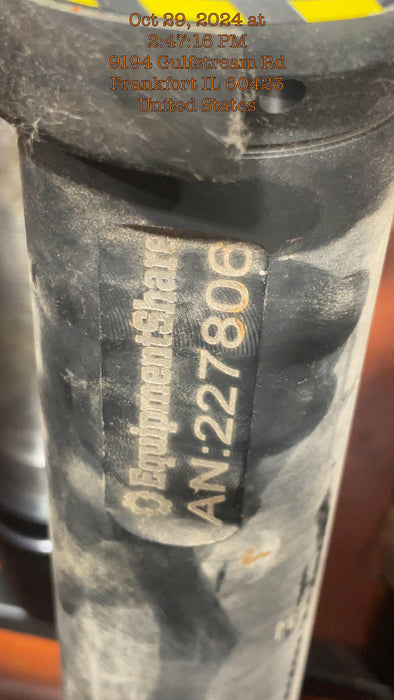 Oct 29, 2024 at
2:47:16 PM
9194 Gulfstream Rd
Frankfort IL 60423
United States
EquipmentShare
AN:227806